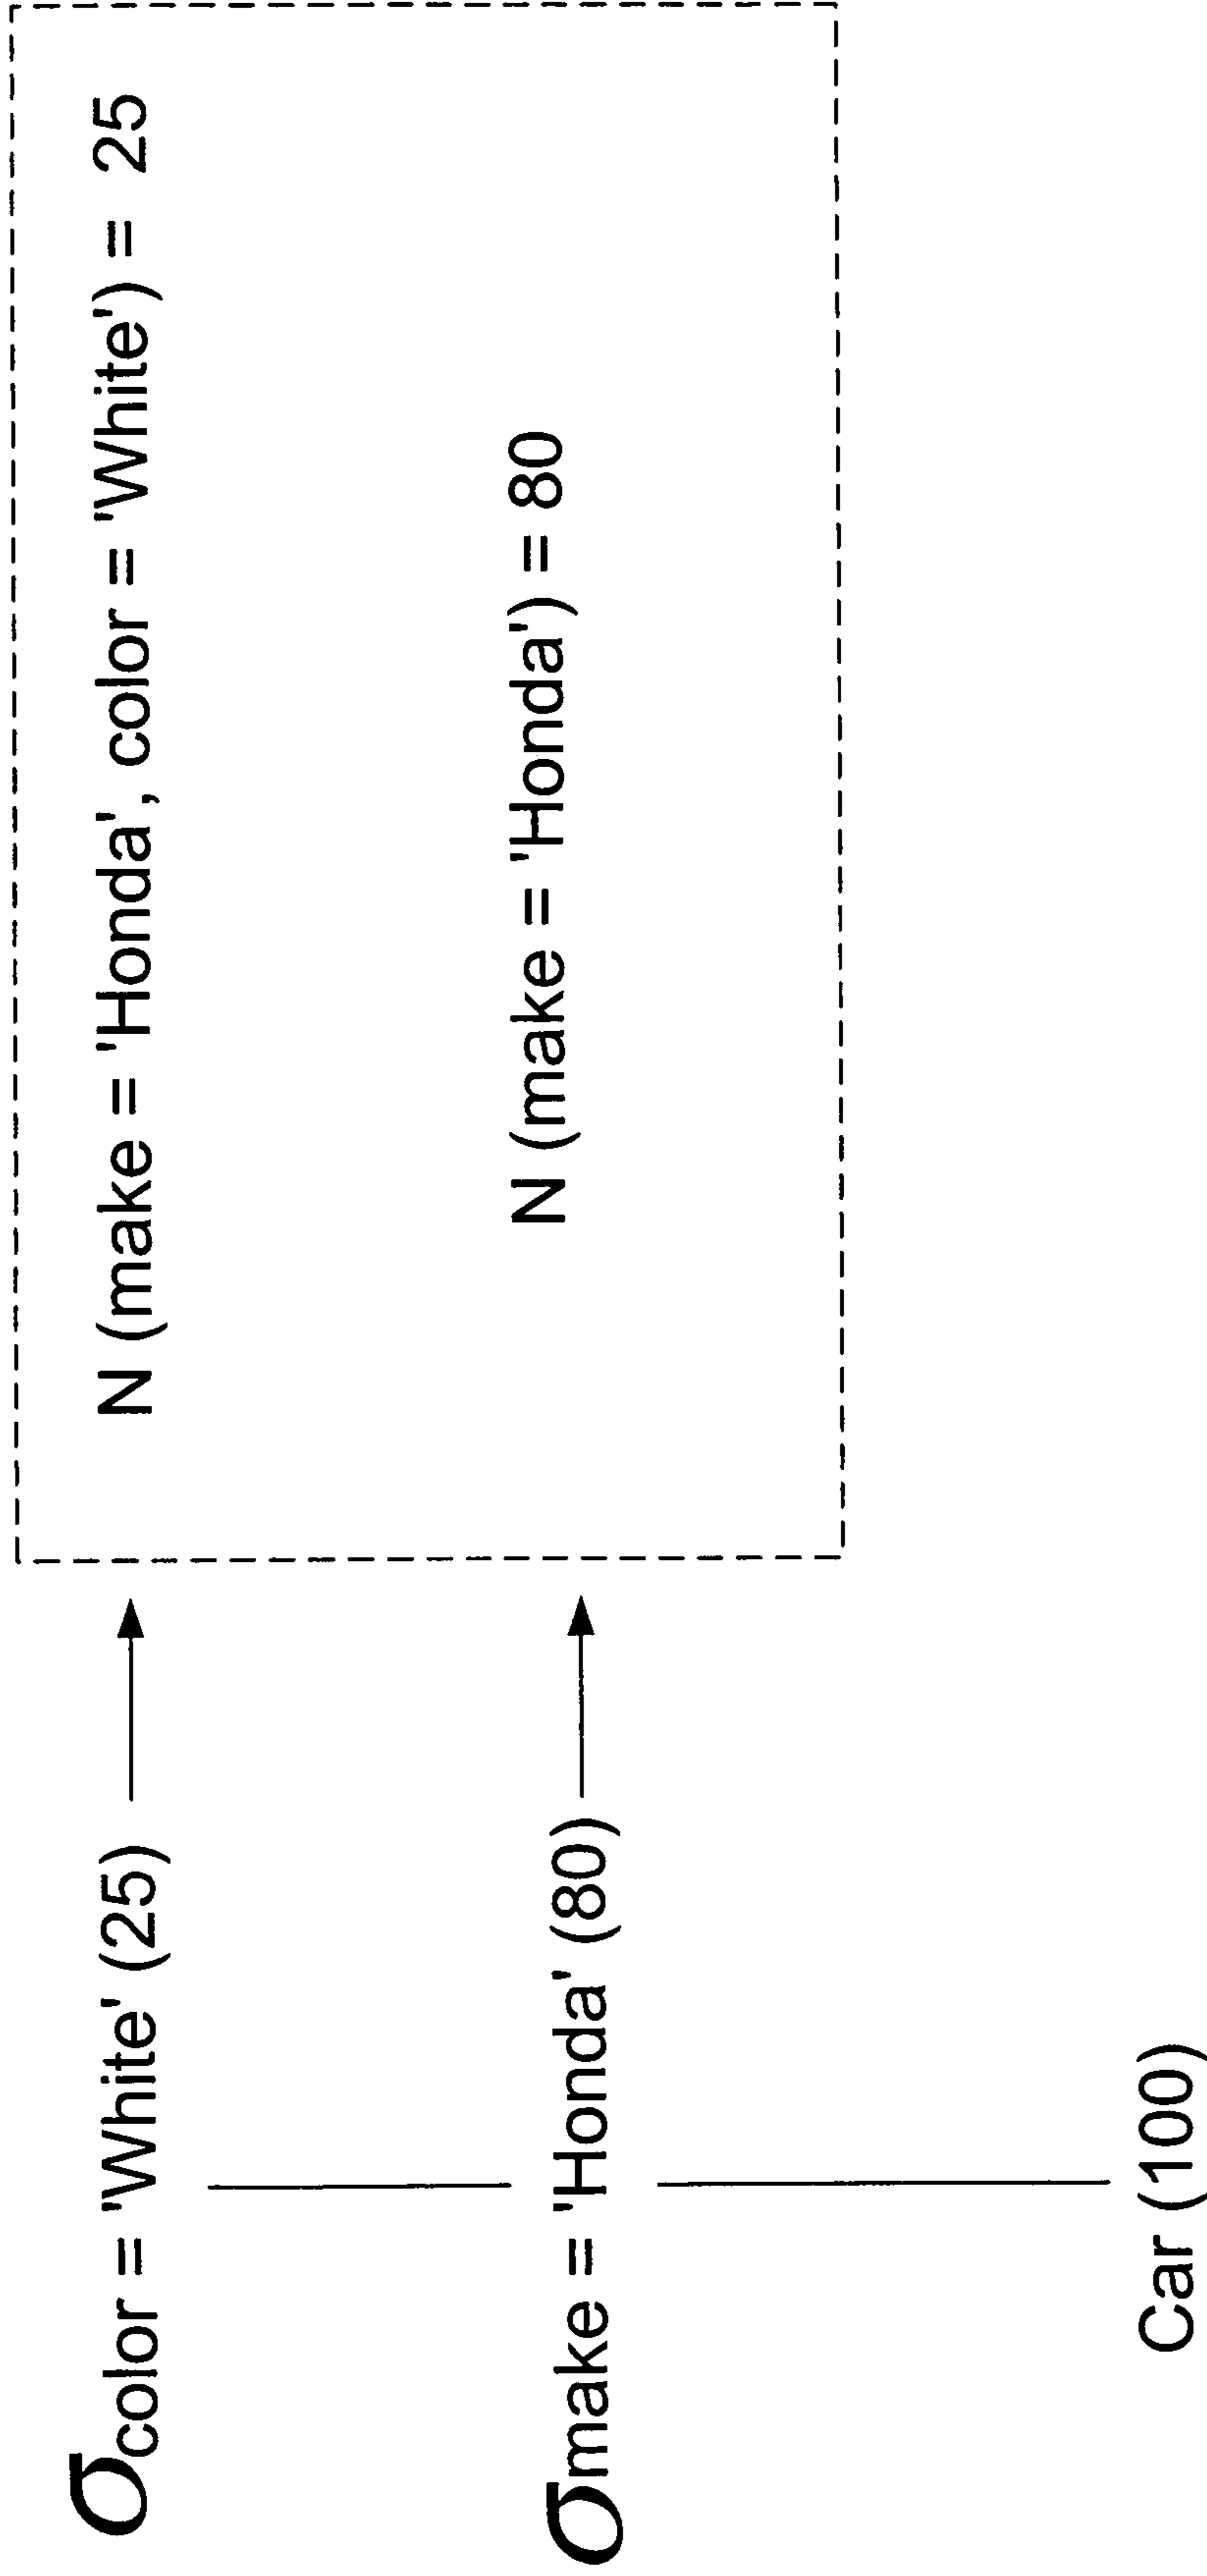 σcolor = 'White' (25)
N (make = 'Honda', color = 'White') = 25
σmake = 'Honda' (80)
N (make = 'Honda') = 80
Car (100)